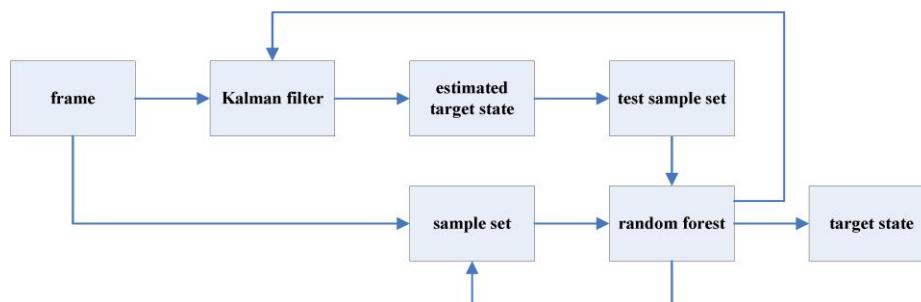 frame
Kalman filter
estimated
target state
test sample set
sample set
random forest
target state